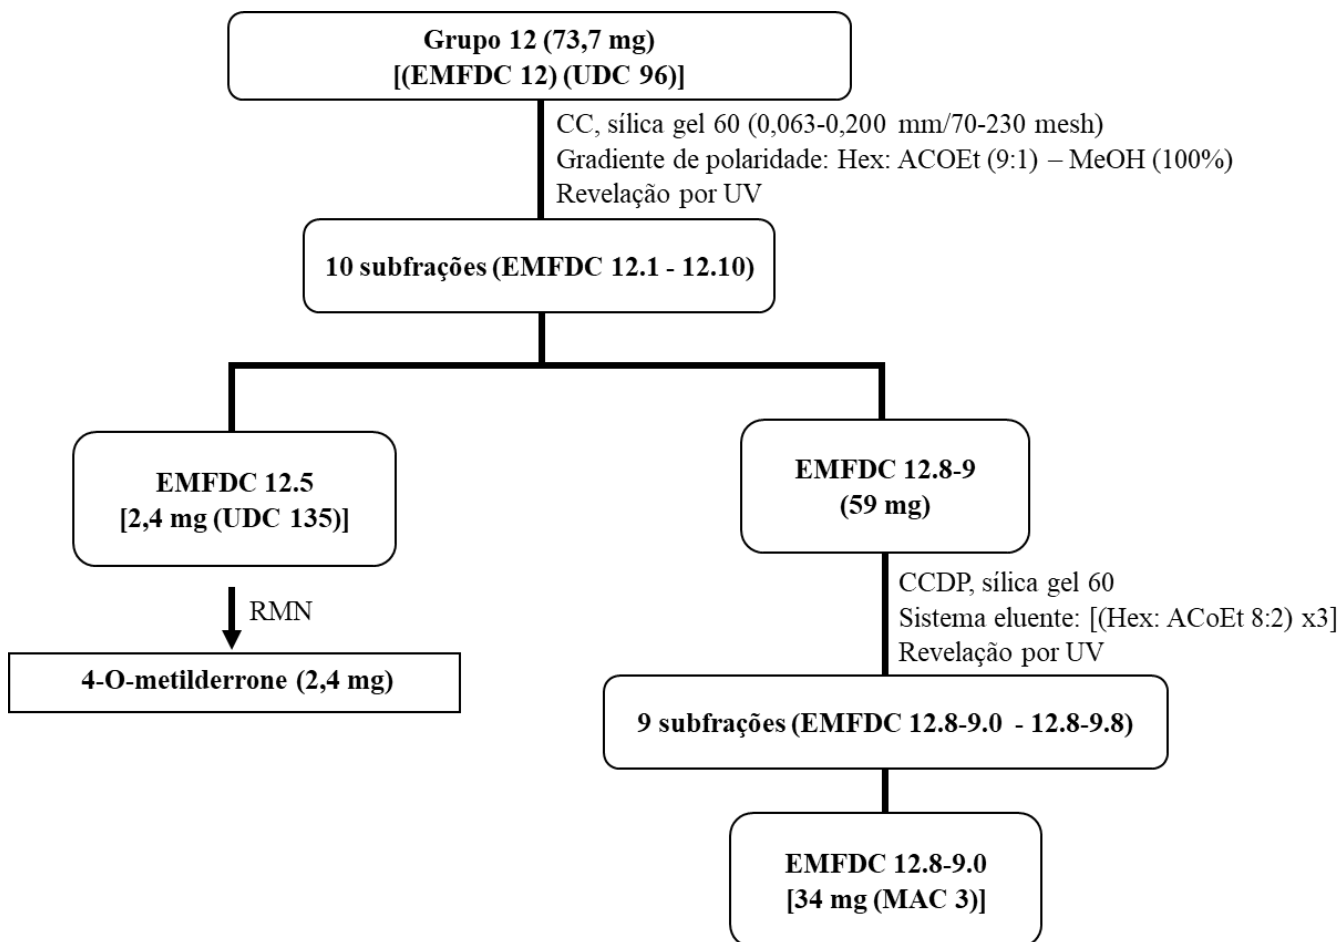 Grupo 12 (73,7 mg)
[(EMFDC 12) (UDC 96)]
CC, sílica gel 60 (0,063-0,200 mm/70-230 mesh)
Gradiente de polaridade: Hex: ACOEt (9:1) – MeOH (100%)
Revelação por UV
10 subfrações (EMFDC 12.1 - 12.10)
EMFDC 12.5
[2,4 mg (UDC 135)]
RMN
4-O-metilderrone (2,4 mg)
EMFDC 12.8-9
(59 mg)
CCDP, sílica gel 60
Sistema eluente: [(Hex: ACoEt 8:2) x3]
Revelação por UV
9 subfrações (EMFDC 12.8-9.0 - 12.8-9.8)
EMFDC 12.8-9.0
[34 mg (MAC 3)]